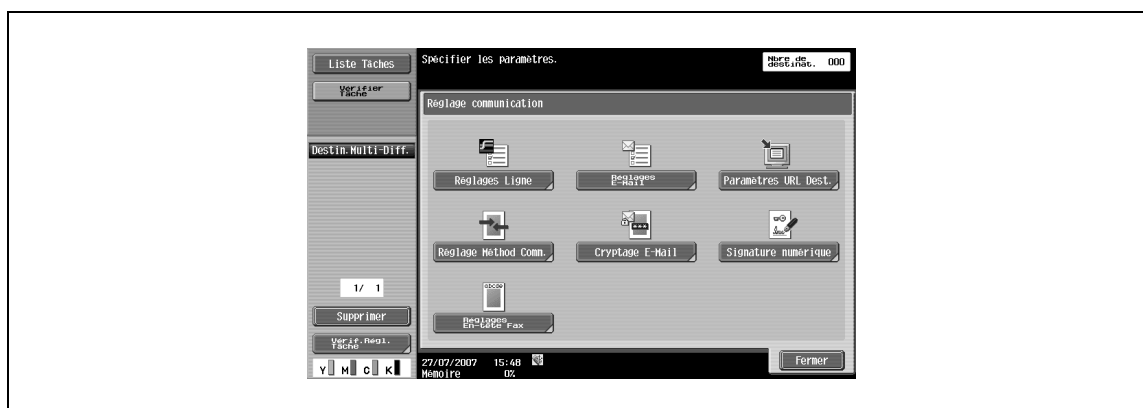 Liste Tâches
Vérifier
Tâche
Destin.Multi-Diff.
1/ 1
Supprimer
Vérif.Régl.
Tâche
Y M C K
Spécifier les paramètres.
Nbre de
destinat. 000
Réglage communication
Réglages Ligne
Réglages
E-Mail
Paramètres URL Dest.
Réglage Méthod Comm.
Cryptage E-Mail
Signature numérique
abcde
Réglages
En-tête Fax
27/07/2007 15:48
Mémoire 0%
Fermer